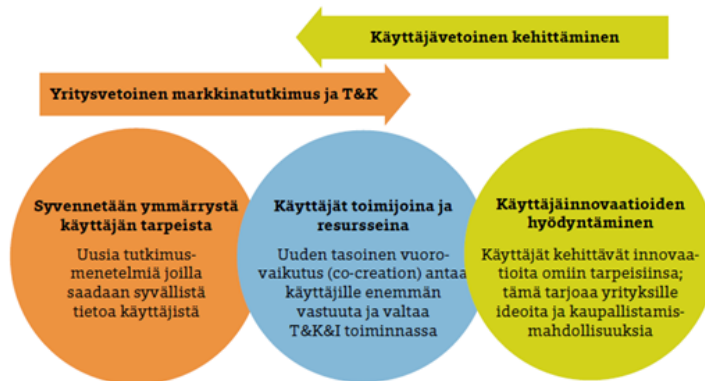 Käyttäjävetoinen kehittäminen
Yritysvetoinen markkinatutkimus ja T&K
Syvennetään ymmärrystä
käyttäjän tarpeista
Uusia tutkimus-
menetelmiä joilla
saadaan syvällistä
tietoa käyttäjistä
Käyttäjät toimijoina ja
resursseina
Uuden tasoinen vuoro-
vaikutus (co-creation) antaa
käyttäjille enemmän
vastuuta ja valtaa
T&K&I toiminnassa
Käyttäjäinnovaatioiden
hyödyntäminen
Käyttäjät kehittävät innovaa-
tioita omiin tarpeisiinsa;
tämä tarjoaa yrityksille
ideoita ja kaupallistamis-
mahdollisuuksia